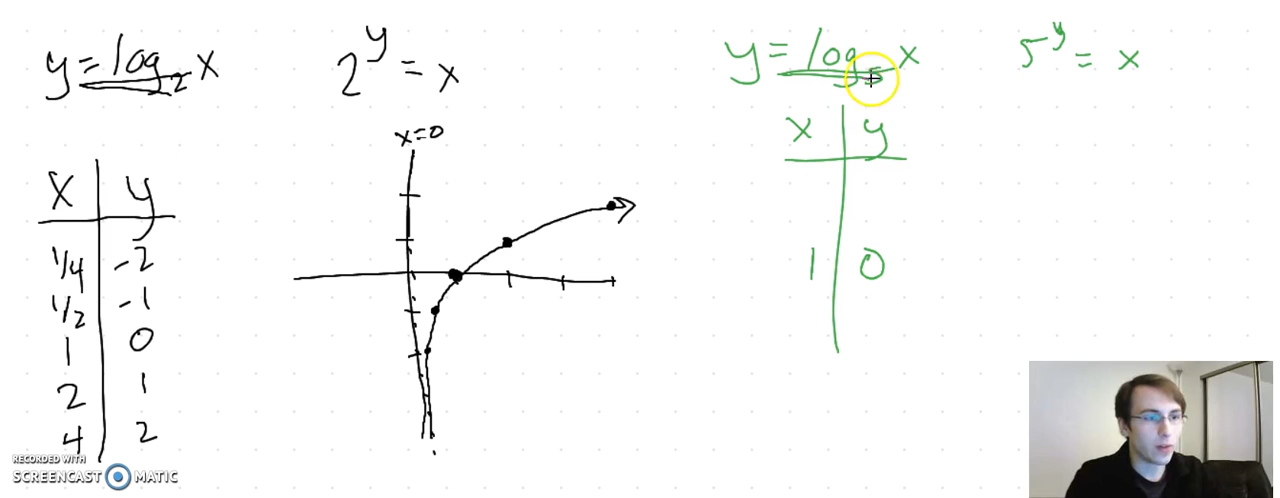 y = log₂ x
2^y = x
x=0
X y
1/4 -2
1/2 -1
1 0
2 1
4 2
y = log₅ x
5^y = x
x y
1 0
RECORDED WITH
SCREENCAST MATIC